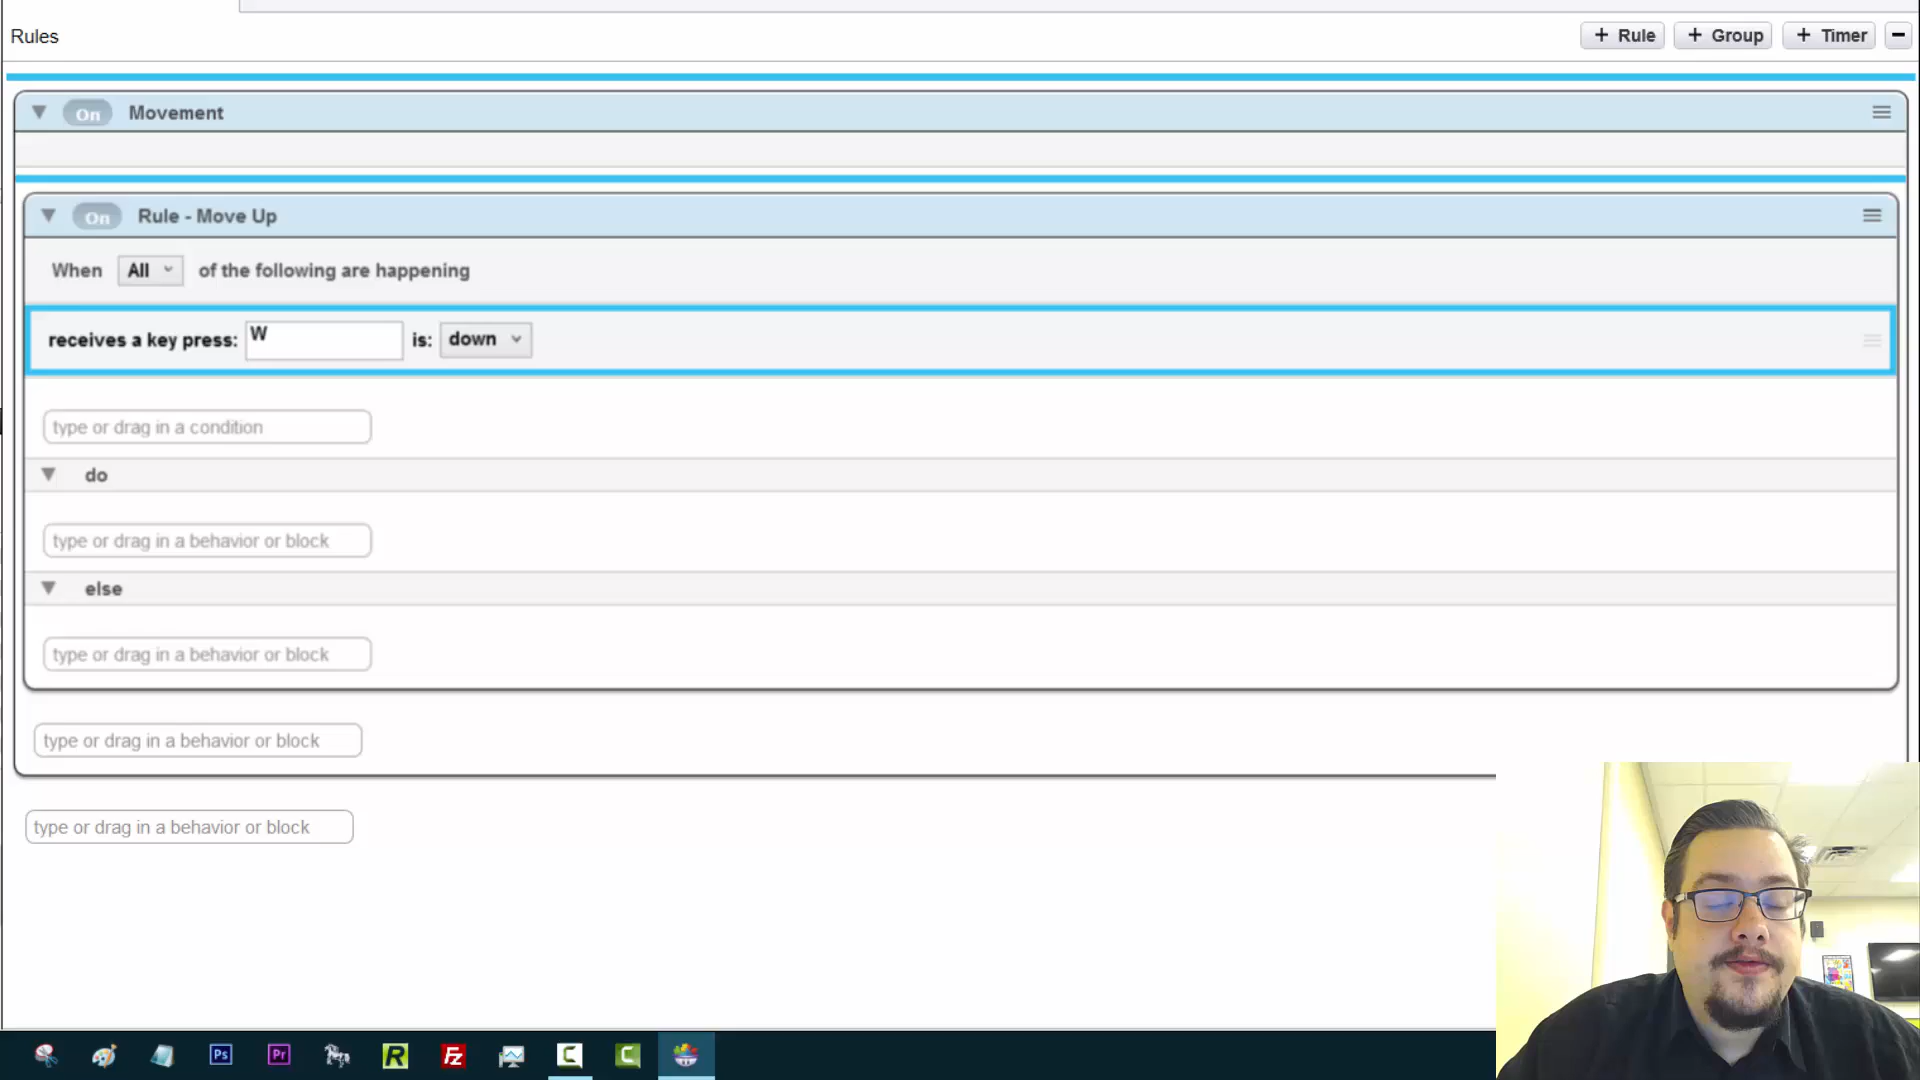 Rules
+ Rule
+ Group
+ Timer
On Movement
On Rule - Move Up
When All of the following are happening
receives a key press: W is: down
type or drag in a condition
do
type or drag in a behavior or block
else
type or drag in a behavior or block
type or drag in a behavior or block
type or drag in a behavior or block
Ps
Pr
R
Fz
C
C